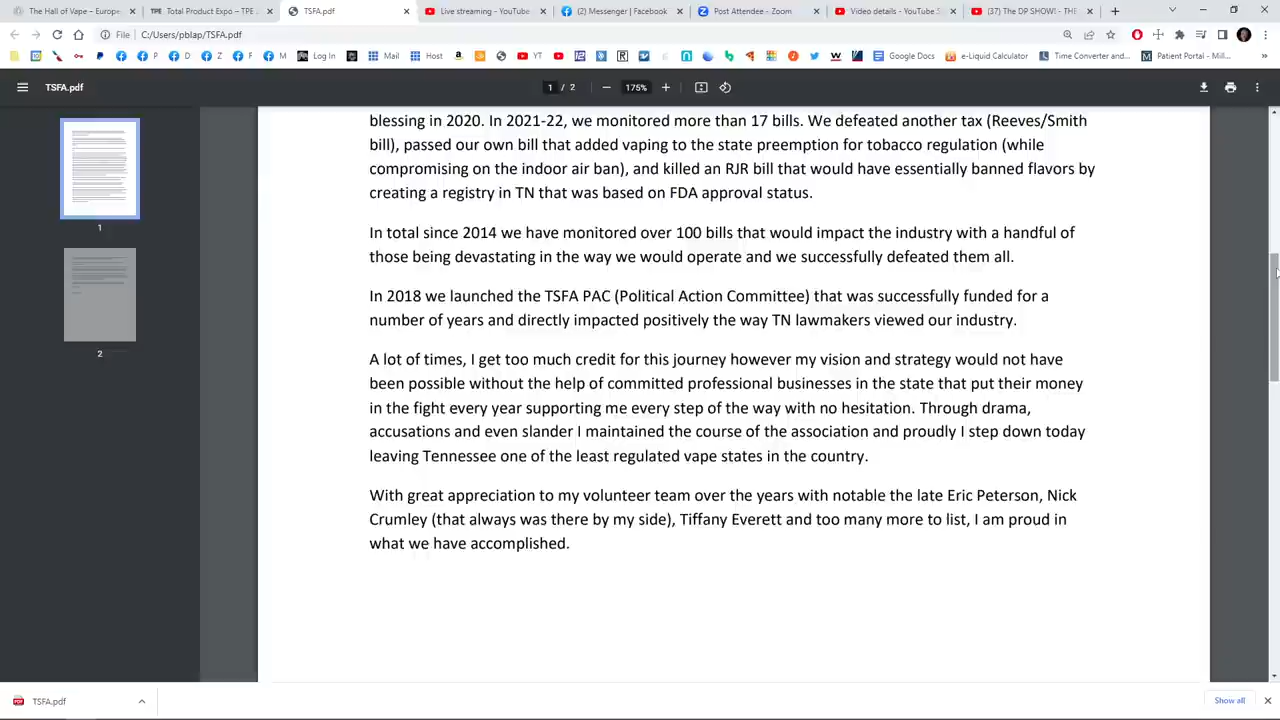 The Hall of Vape – Europe
TPE Total Product Expo – TPE 2
TSFA.pdf
Live streaming - YouTube
(2) Messenger | Facebook
Post Attendee - Zoom
Video details - YouTube S
(37) The DP SHOW! - THE
File C:/Users/pblap/TSFA.pdf
M D Z F M Log In Mail Host YT Google Docs e-Liquid Calculator Time Converter and... Patient Portal - Mill...
TSFA.pdf 1 / 2 175%
blessing in 2020. In 2021-22, we monitored more than 17 bills. We defeated another tax (Reeves/Smith
bill), passed our own bill that added vaping to the state preemption for tobacco regulation (while
compromising on the indoor air ban), and killed an RJR bill that would have essentially banned flavors by
creating a registry in TN that was based on FDA approval status.
In total since 2014 we have monitored over 100 bills that would impact the industry with a handful of
those being devastating in the way we would operate and we successfully defeated them all.
In 2018 we launched the TSFA PAC (Political Action Committee) that was successfully funded for a
number of years and directly impacted positively the way TN lawmakers viewed our industry.
A lot of times, I get too much credit for this journey however my vision and strategy would not have
been possible without the help of committed professional businesses in the state that put their money
in the fight every year supporting me every step of the way with no hesitation. Through drama,
accusations and even slander I maintained the course of the association and proudly I step down today
leaving Tennessee one of the least regulated vape states in the country.
With great appreciation to my volunteer team over the years with notable the late Eric Peterson, Nick
Crumley (that always was there by my side), Tiffany Everett and too many more to list, I am proud in
what we have accomplished.
1
2
TSFA.pdf
Show all